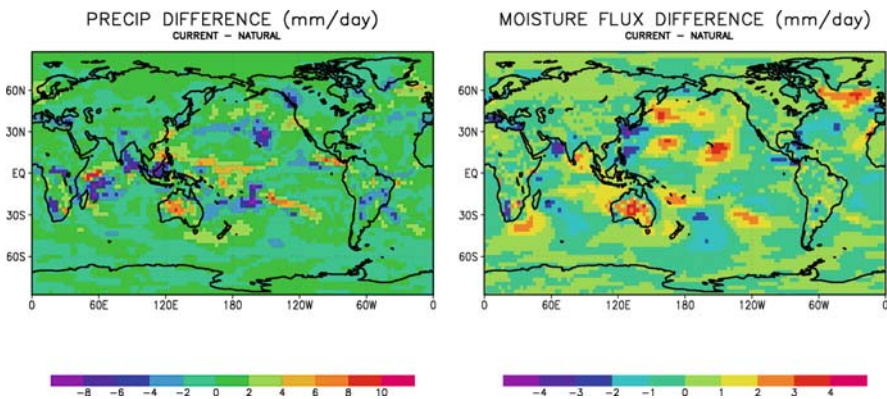 PRECIP DIFFERENCE (mm/day)
CURRENT – NATURAL
60N
30N
EQ
30S
60S
0 60E 120E 180 120W 60W 0
-8 -6 -4 -2 0 2 4 6 8 10
MOISTURE FLUX DIFFERENCE (mm/day)
CURRENT – NATURAL
60N
30N
EQ
30S
60S
0 60E 120E 180 120W 60W 0
-4 -3 -2 -1 0 1 2 3 4